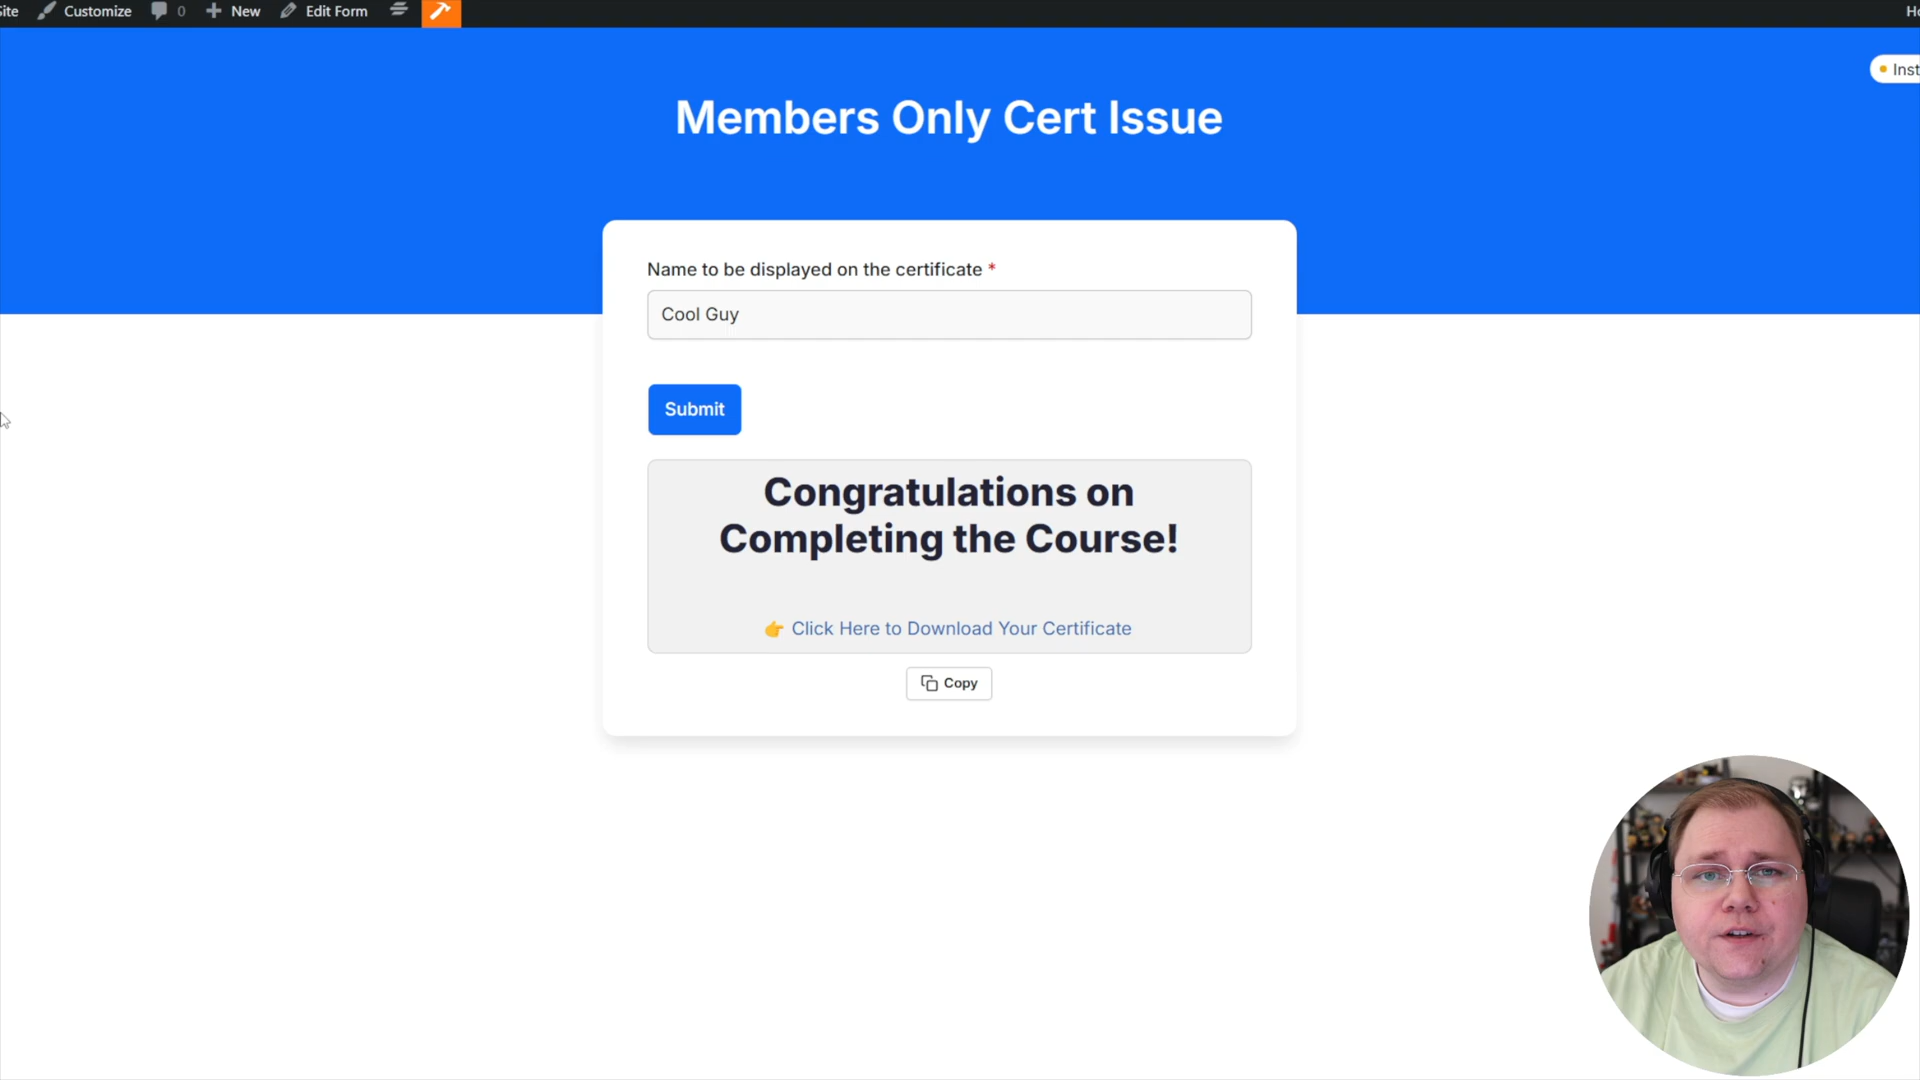 Customize
0
New
Edit Form
Members Only Cert Issue
Name to be displayed on the certificate *
Cool Guy
Submit
Congratulations on
Completing the Course!
👉 Click Here to Download Your Certificate
Copy